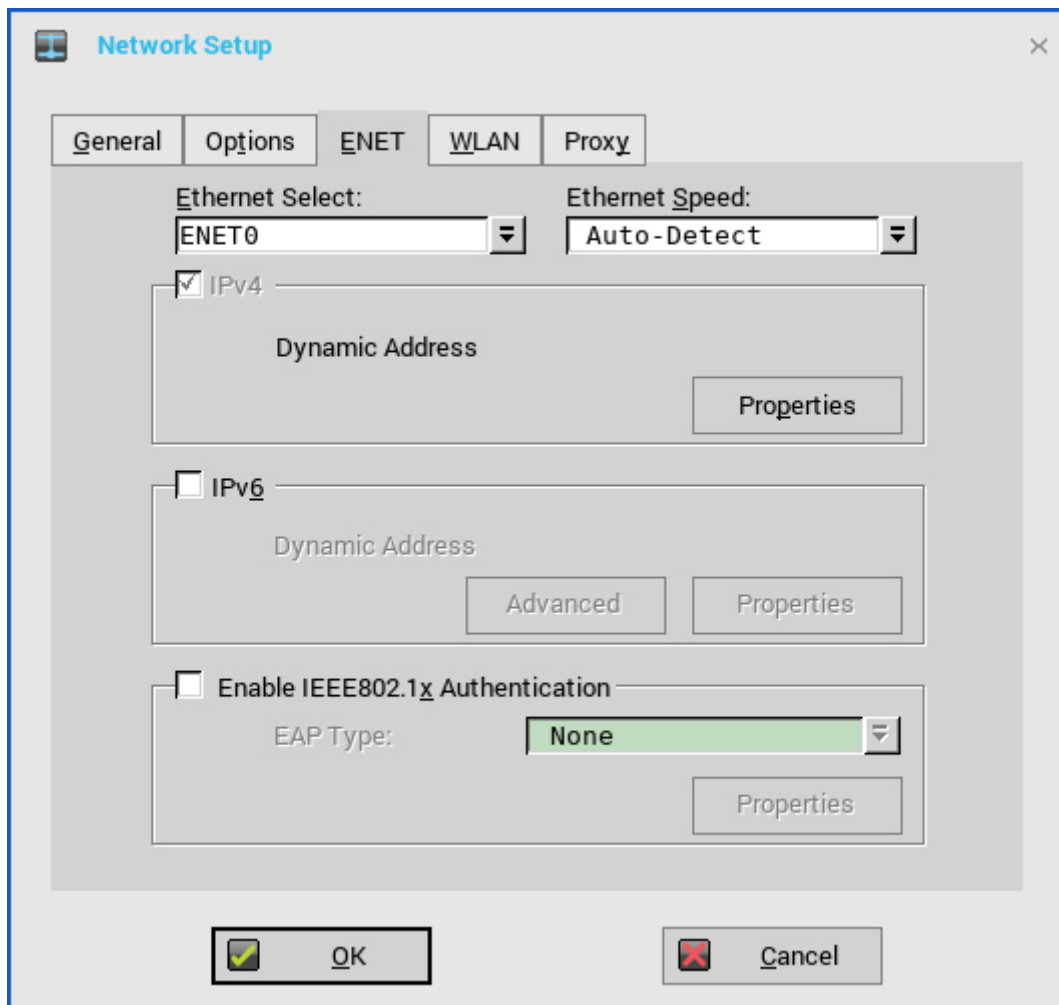 Network Setup
General Options ENET WLAN Proxy
Ethernet Select: Ethernet Speed:
ENET0 Auto-Detect
IPv4
Dynamic Address
Properties
IPv6
Dynamic Address
Advanced Properties
Enable IEEE802.1x Authentication
EAP Type: None
Properties
OK Cancel